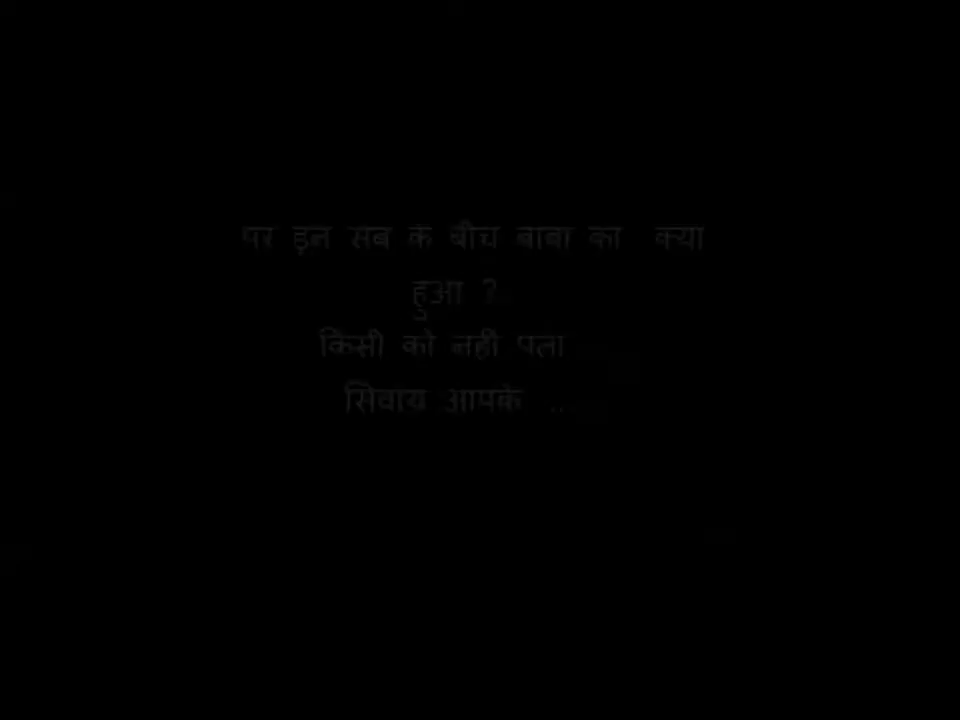 पर इन सब के बीच बाबा का क्या
हुआ ?
किसी को नहीं पता
सिवाय आपके ...